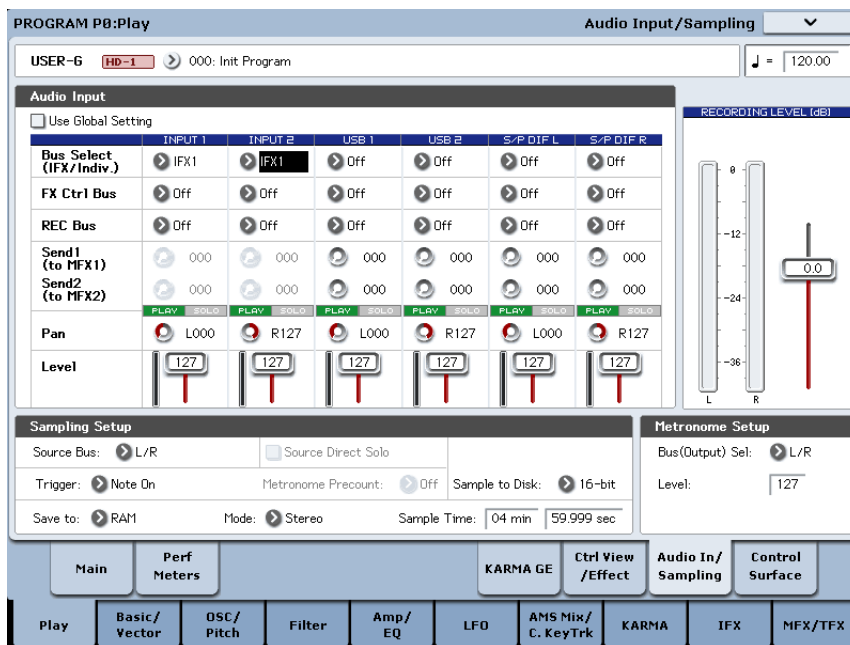 PROGRAM P0:Play Audio Input/Sampling
USER-G HD-1 000: Init Program ♩ = 120.00
Audio Input
Use Global Setting
RECORDING LEVEL (dB)
INPUT 1 INPUT 2 USB 1 USB 2 S/P DIF L S/P DIF R
Bus Select
(IFX/Indiv.)
IFX1 IFX1 Off Off Off Off
FX Ctrl Bus Off Off Off Off Off Off
REC Bus Off Off Off Off Off Off
Send1
(to MFX1)
000 000 000 000 000 000
Send2
(to MFX2)
000 000 000 000 000 000
PLAY SOLO PLAY SOLO PLAY SOLO PLAY SOLO PLAY SOLO PLAY SOLO
Pan L000 R127 L000 R127 L000 R127
Level 127 127 127 127 127 127
0
-12
-24
-36
L R
0.0
Sampling Setup
Source Bus: L/R Source Direct Solo
Trigger: Note On Metronome Precount: Off Sample to Disk: 16-bit
Save to: RAM Mode: Stereo Sample Time: 04 min 59.999 sec
Metronome Setup
Bus(Output) Sel: L/R
Level: 127
Main
Perf
Meters
KARMA GE
Ctrl View
/Effect
Audio In/
Sampling
Control
Surface
Play
Basic/
Vector
OSC/
Pitch
Filter
Amp/
EQ
LFO
AMS Mix/
C. KeyTrk
KARMA
IFX
MFX/TFX